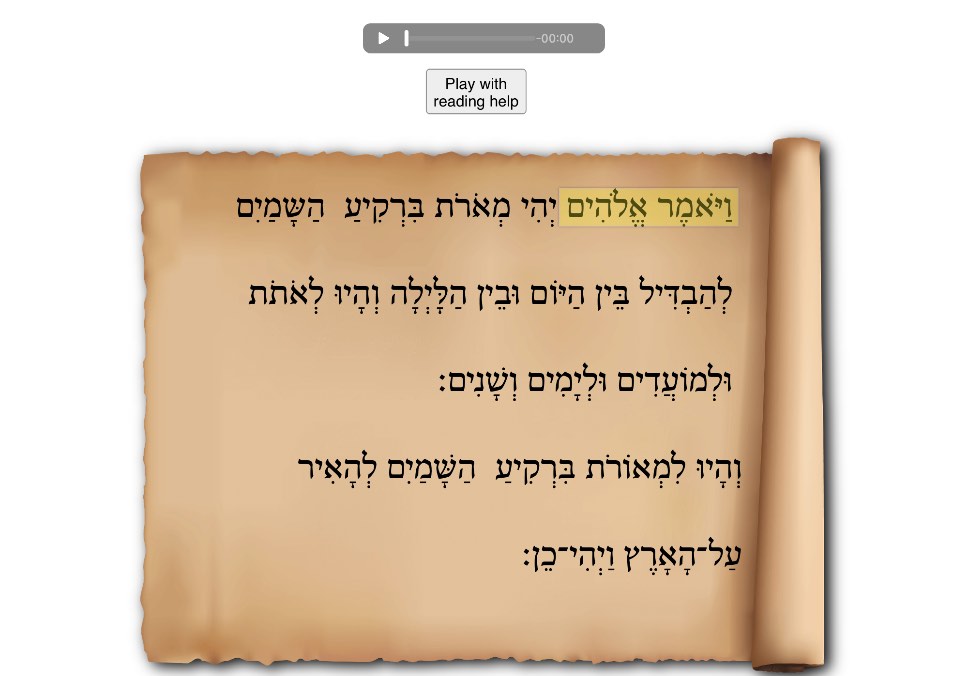 -00:00
Play with
reading help
וַיֹּאמֶר אֱלֹהִים יְהִי מְאֹרֹת בִּרְקִיעַ הַשָּׁמַיִם
לְהַבְדִּיל בֵּין הַיּוֹם וּבֵין הַלָּיְלָה וְהָיוּ לְאֹתֹת
וּלְמוֹעֲדִים וּלְיָמִים וְשָׁנִים׃
וְהָיוּ לִמְאוֹרֹת בִּרְקִיעַ הַשָּׁמַיִם לְהָאִיר
עַל־הָאָרֶץ וַיְהִי־כֵן׃